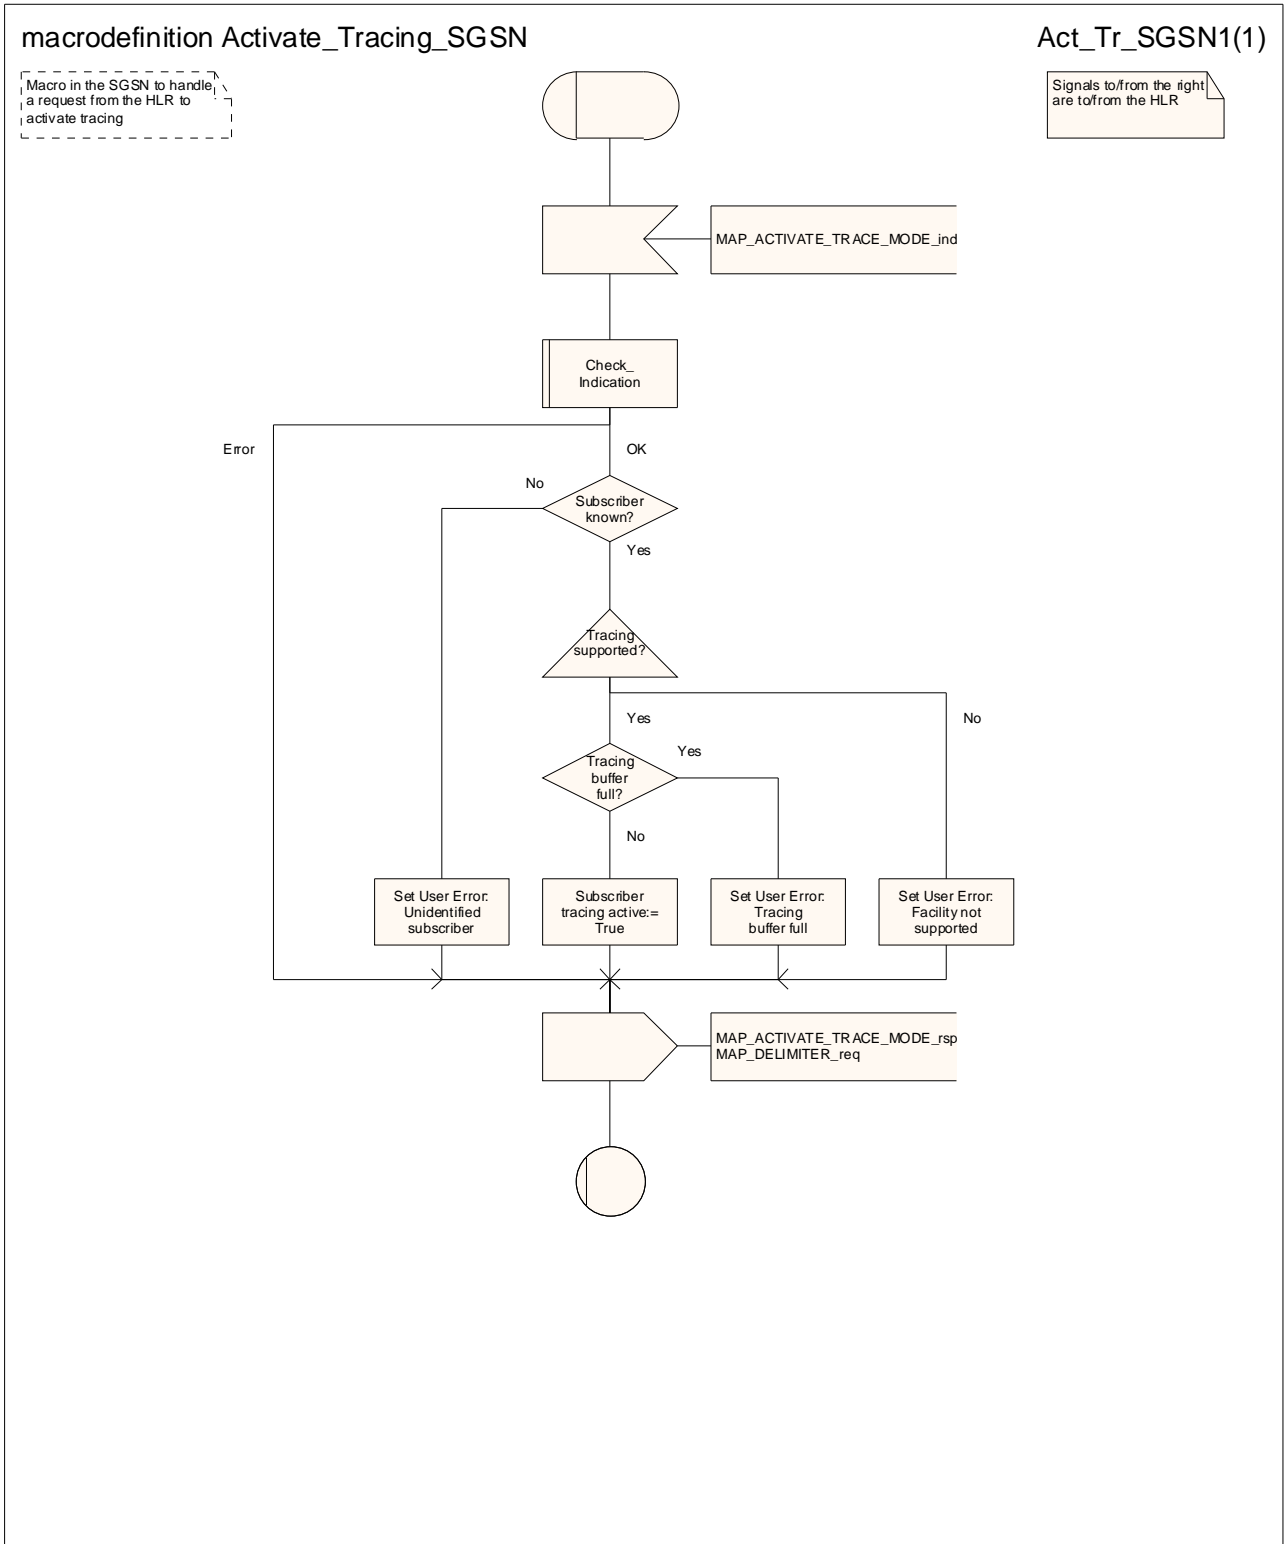 macrodefinition Activate_Tracing_SGSN
Act_Tr_SGSN1(1)
Macro in the SGSN to handle
a request from the HLR to
activate tracing
Signals to/from the right
are to/from the HLR
MAP_ACTIVATE_TRACE_MODE_ind
Check_
Indication
Error
OK
No
Subscriber
known?
Yes
Tracing
supported?
Yes
No
Yes
Tracing
buffer
full?
No
Set User Error:
Unidentified
subscriber
Subscriber
tracing active:=
True
Set User Error:
Tracing
buffer full
Set User Error:
Facility not
supported
MAP_ACTIVATE_TRACE_MODE_rsp
MAP_DELIMITER_req